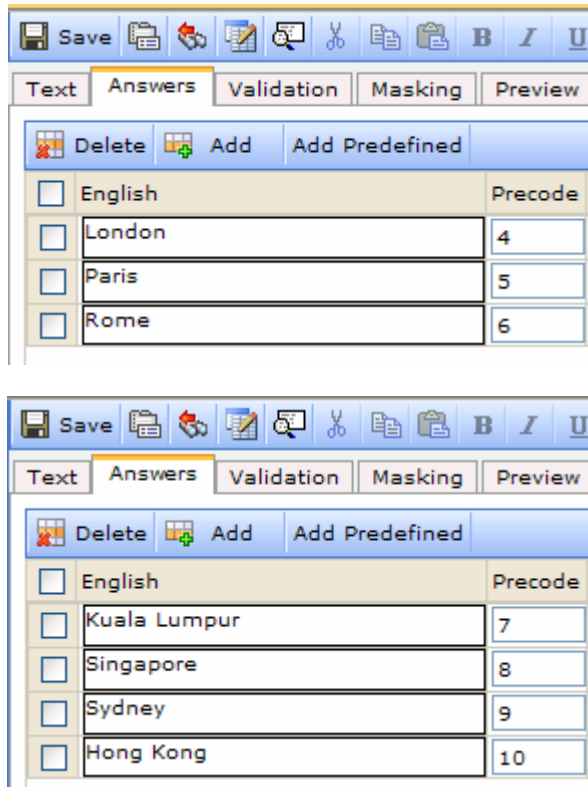 Save B I U
Text Answers Validation Masking Preview
Delete Add Add Predefined
English Precode
London 4
Paris 5
Rome 6
Save B I U
Text Answers Validation Masking Preview
Delete Add Add Predefined
English Precode
Kuala Lumpur 7
Singapore 8
Sydney 9
Hong Kong 10